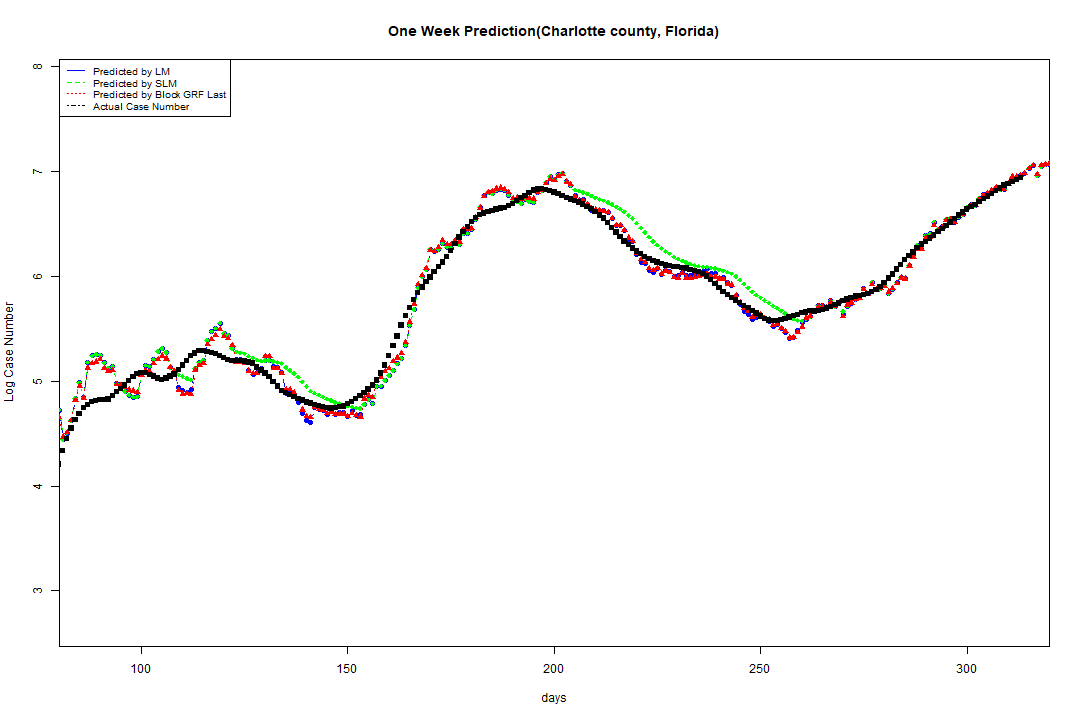 One Week Prediction(Charlotte county, Florida)
Predicted by LM
Predicted by SLM
Predicted by Block GRF Last
Actual Case Number
8
7
6
5
4
3
Log Case Number
100 150 200 250 300
days